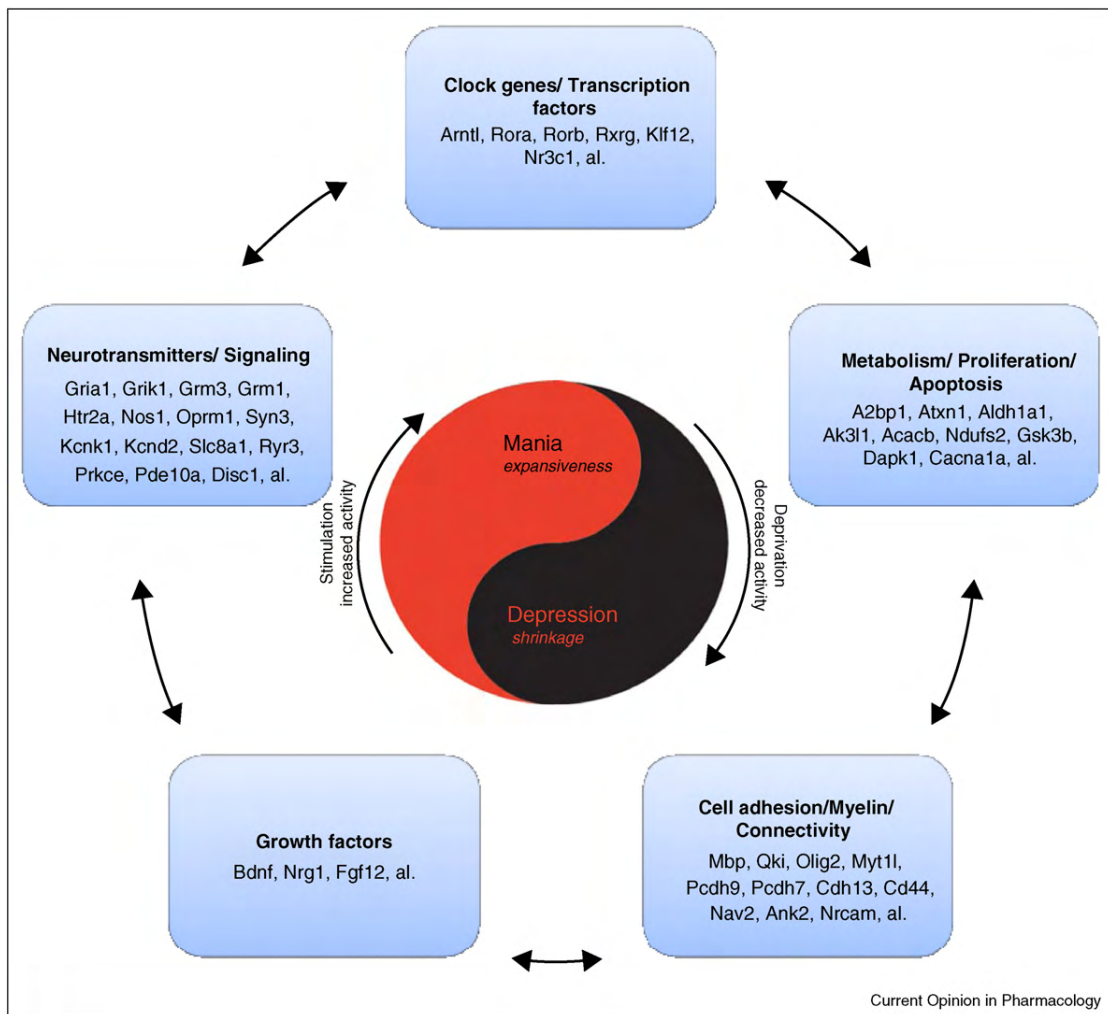 Clock genes/ Transcription
factors
Arntl, Rora, Rorb, Rxrg, Klf12,
Nr3c1, al.
Neurotransmitters/ Signaling
Gria1, Grik1, Grm3, Grm1,
Htr2a, Nos1, Oprm1, Syn3,
Kcnk1, Kcnd2, Slc8a1, Ryr3,
Prkce, Pde10a, Disc1, al.
Metabolism/ Proliferation/
Apoptosis
A2bp1, Atxn1, Aldh1a1,
Ak3l1, Acacb, Ndufs2, Gsk3b,
Dapk1, Cacna1a, al.
Stimulation
increased activity
Mania
expansiveness
Depression
shrinkage
Deprivation
decreased activity
Growth factors
Bdnf, Nrg1, Fgf12, al.
Cell adhesion/Myelin/
Connectivity
Mbp, Qki, Olig2, Myt1l,
Pcdh9, Pcdh7, Cdh13, Cd44,
Nav2, Ank2, Nrcam, al.
Current Opinion in Pharmacology